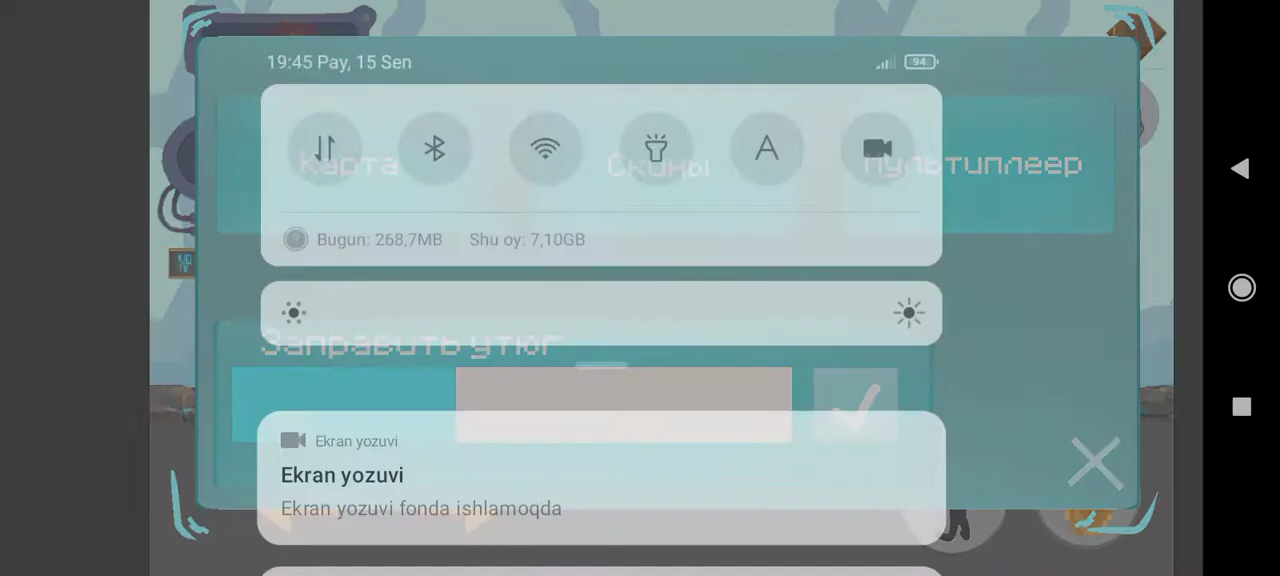 19:45 Pay, 15 Sen
94
Карта
Скины
Мультиплеер
Bugun: 268,7MB
Shu oy: 7,10GB
Заправить утюг
Ekran yozuvi
Ekran yozuvi
Ekran yozuvi fonda ishlamoqda